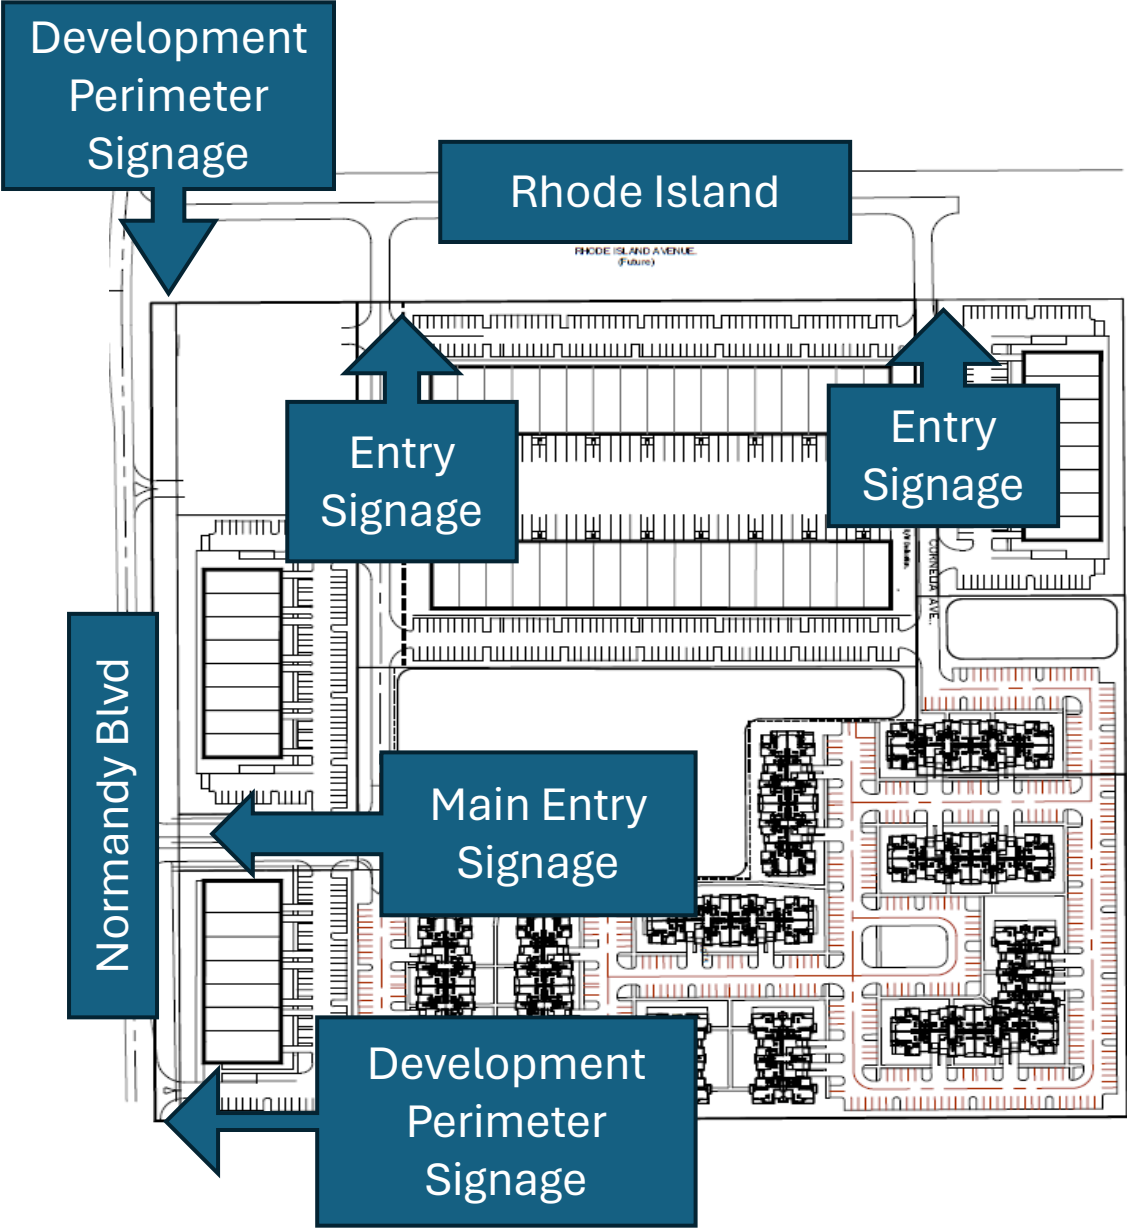 Development
Perimeter
Signage
Rhode Island
RHODE ISLAND AVENUE.
(Future)
Entry
Signage
Entry
Signage
CORNELIA AVE.
Normandy Blvd
Main Entry
Signage
Development
Perimeter
Signage